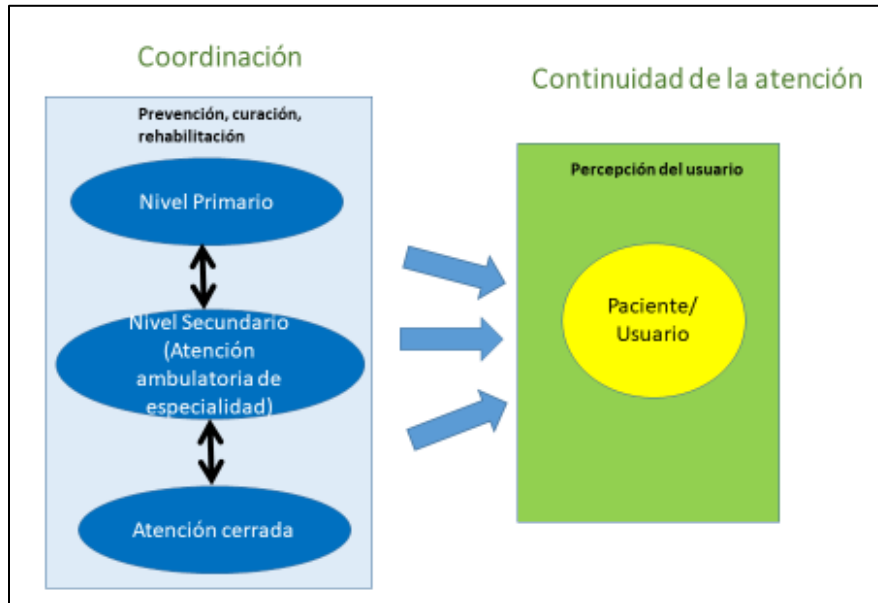 Coordinación
Prevención, curación,
rehabilitación
Nivel Primario
Nivel Secundario
(Atención
ambulatoria de
especialidad)
Atención cerrada
Continuidad de la atención
Percepción del usuario
Paciente/
Usuario